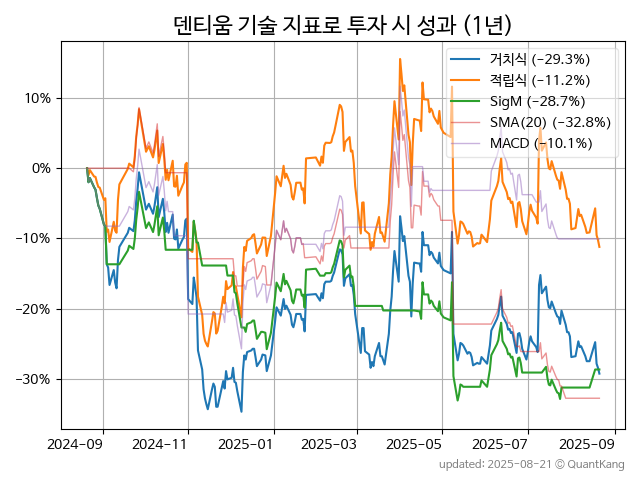 덴티움 기술 지표로 투자 시 성과 (1년)
거치식 (−29.3%)
적립식 (−11.2%)
SigM (−28.7%)
SMA(20) (−32.8%)
MACD (−10.1%)
10%
0%
−10%
−20%
−30%
2024-09 2024-11 2025-01 2025-03 2025-05 2025-07 2025-09
updated: 2025-08-21 © QuantKang